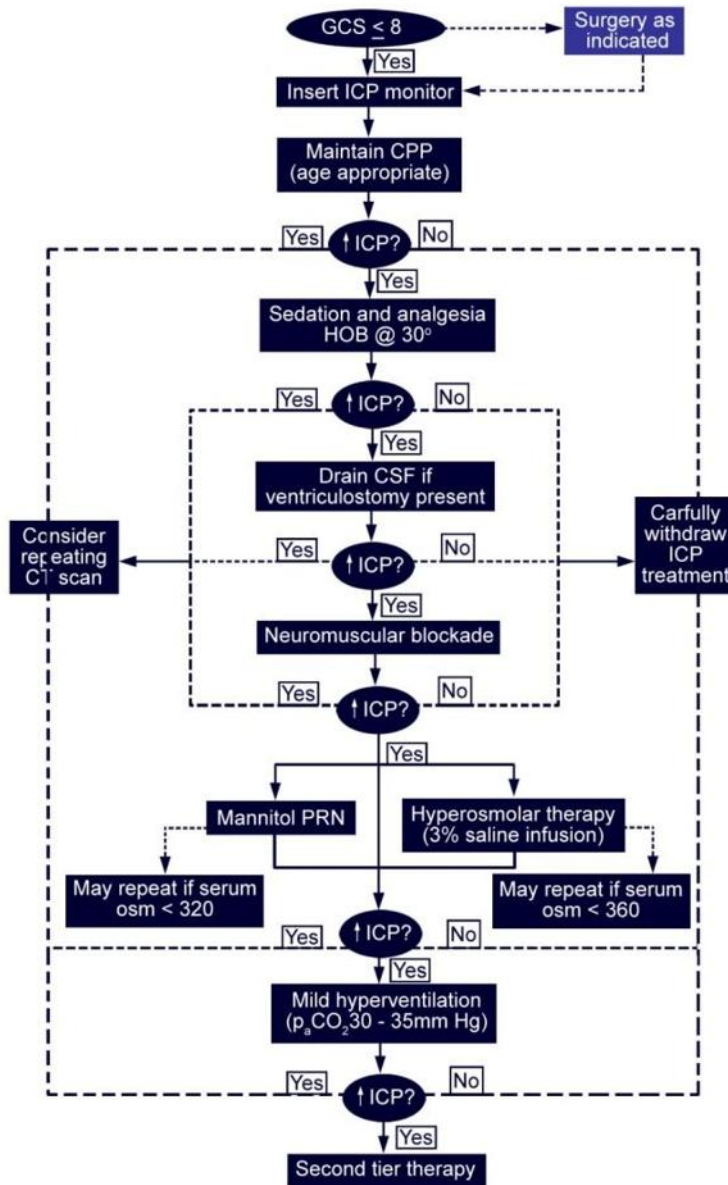 GCS ≤ 8
Surgery as
indicated
Yes
Insert ICP monitor
Maintain CPP
(age appropriate)
Yes
↑ ICP?
No
Yes
Sedation and analgesia
HOB @ 30°
Yes
↑ ICP?
No
Yes
Drain CSF if
ventriculostomy present
Consider
repeating
CT scan
Yes
↑ ICP?
No
Carfully
withdraw
ICP
treatment
Yes
Neuromuscular blockade
Yes
↑ ICP?
No
Yes
Mannitol PRN
Hyperosmolar therapy
(3% saline infusion)
May repeat if serum
osm < 320
May repeat if serum
osm < 360
Yes
↑ ICP?
No
Yes
Mild hyperventilation
(pₐCO₂30 - 35mm Hg)
Yes
↑ ICP?
No
Yes
Second tier therapy